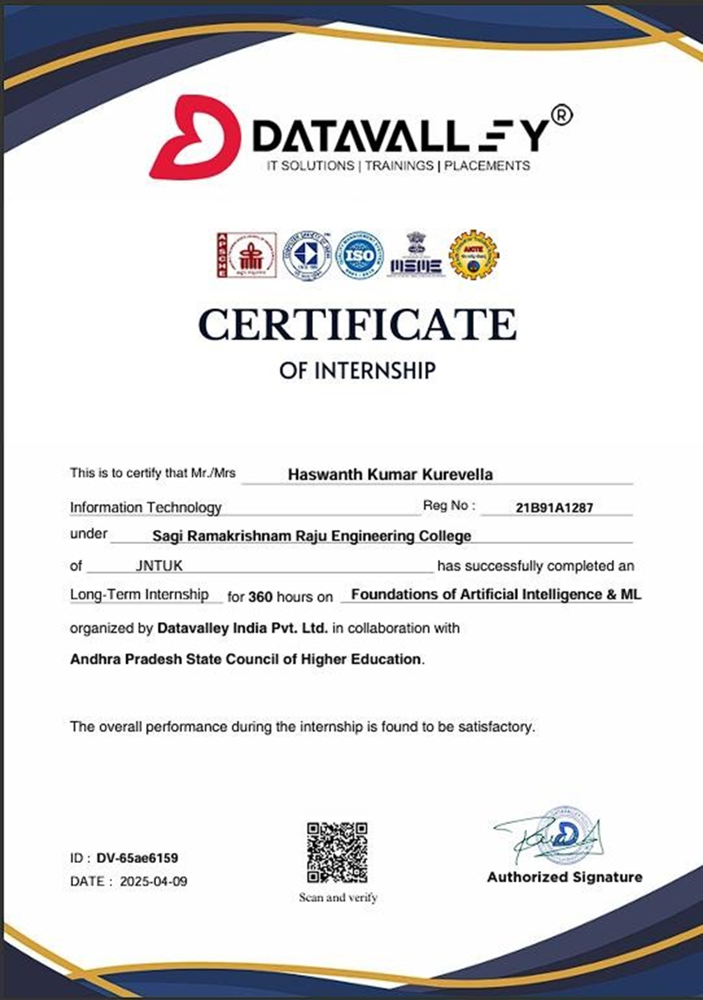 DATAVALLEY®
IT SOLUTIONS | TRAININGS | PLACEMENTS
APSCHE
ISO
MSME
AICTE
CERTIFICATE
OF INTERNSHIP
This is to certify that Mr./Mrs Haswanth Kumar Kurevella
Information Technology Reg No : 21B91A1287
under Sagi Ramakrishnam Raju Engineering College
of JNTUK has successfully completed an
Long-Term Internship for 360 hours on Foundations of Artificial Intelligence & ML
organized by Datavalley India Pvt. Ltd. in collaboration with
Andhra Pradesh State Council of Higher Education.
The overall performance during the internship is found to be satisfactory.
ID : DV-65ae6159
DATE : 2025-04-09
Scan and verify
Authorized Signature